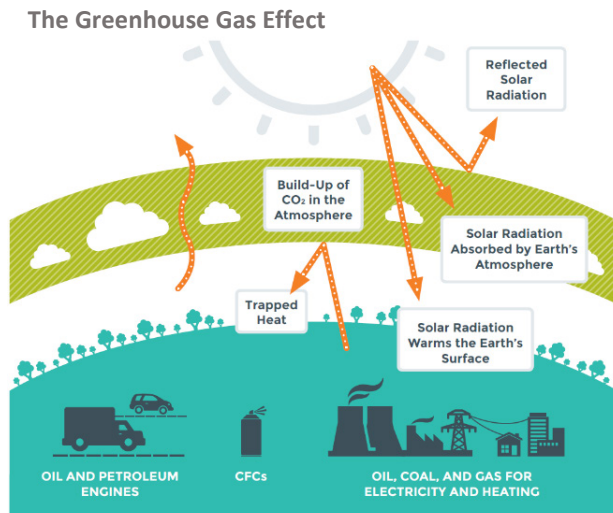 The Greenhouse Gas Effect
Reflected
Solar
Radiation
Build-Up of
CO₂ in the
Atmosphere
Solar Radiation
Absorbed by Earth's
Atmosphere
Trapped
Heat
Solar Radiation
Warms the Earth's
Surface
OIL AND PETROLEUM
ENGINES
CFCs
OIL, COAL, AND GAS FOR
ELECTRICITY AND HEATING